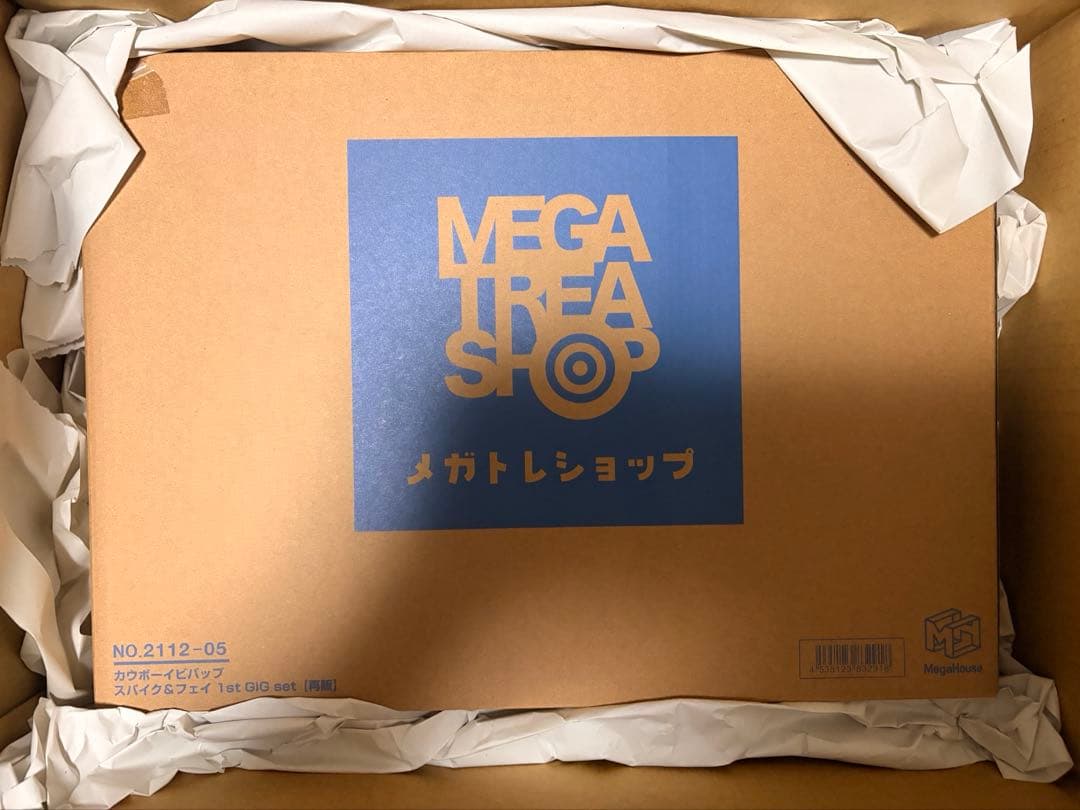 MEGA
TREA
SHOP
メガトレショップ
NO.2112-05
カウボーイビバップ
スパイク&フェイ 1st GIG set【再販】
MegaHouse